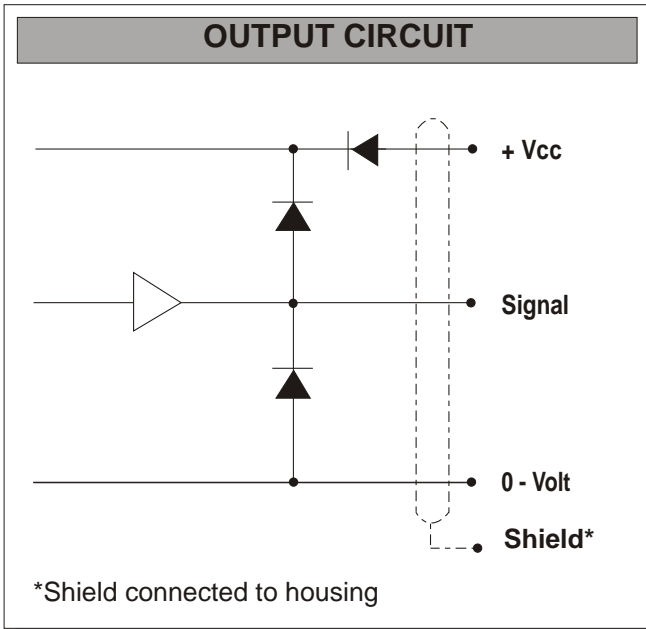 OUTPUT CIRCUIT
+ Vcc
Signal
0 - Volt
Shield*
*Shield connected to housing